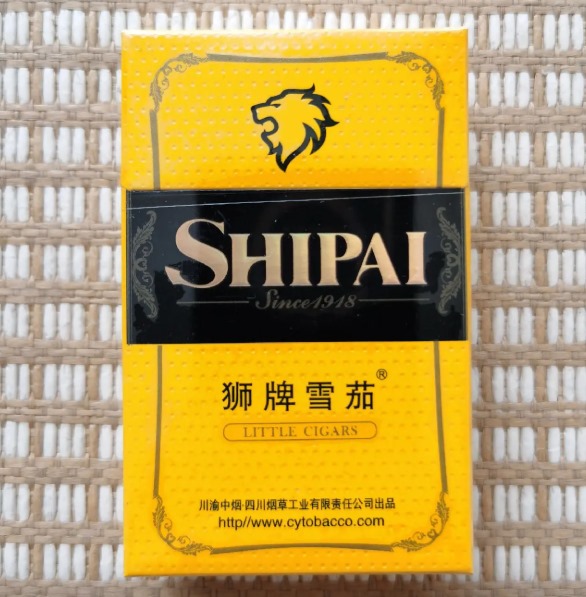 SHIPAI
Since1918
狮牌雪茄®
LITTLE CIGARS
川渝中烟·四川烟草工业有限责任公司出品
http//www.cytobacco.com